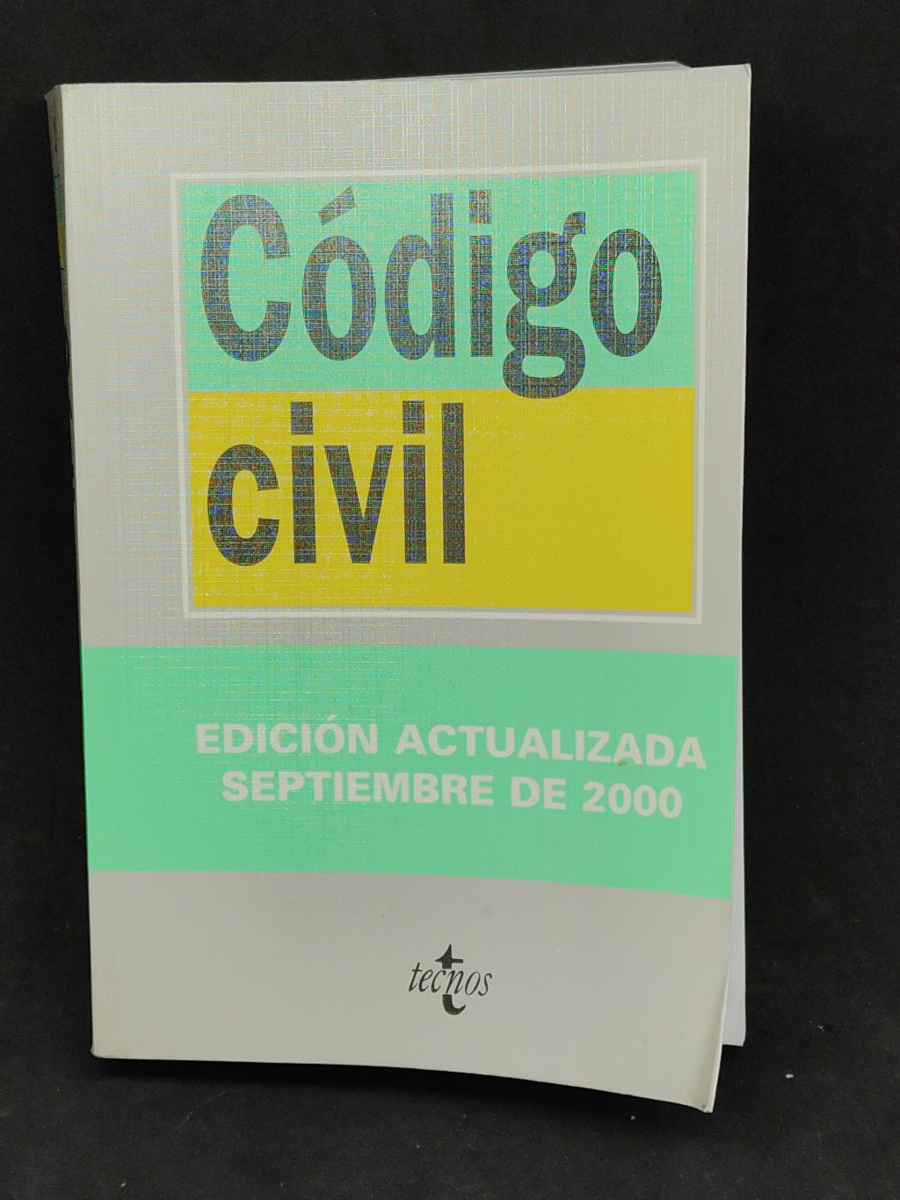 Código
civil
EDICIÓN ACTUALIZADA
SEPTIEMBRE DE 2000
tecnos